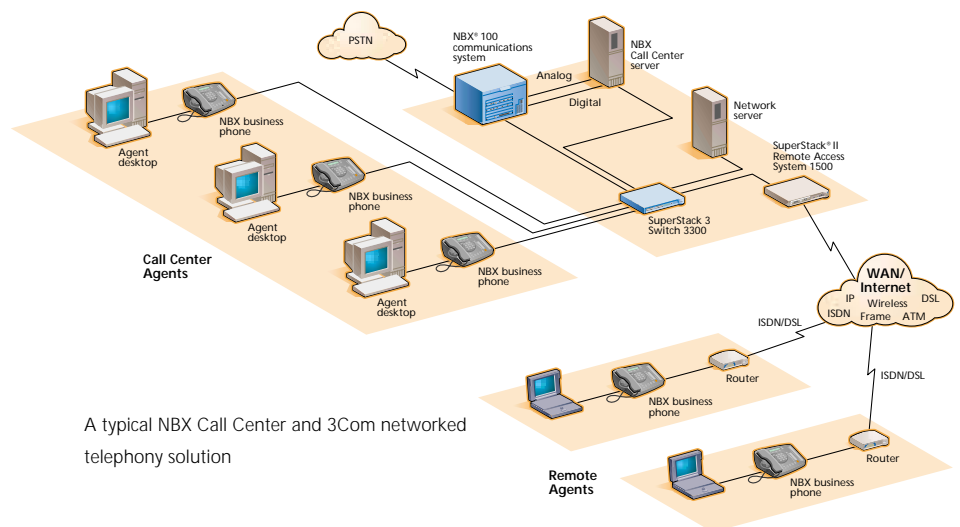 PSTN
NBX® 100
communications
system
NBX
Call Center
server
Analog
Digital
Network
server
SuperStack® II
Remote Access
System 1500
NBX business
phone
Agent
desktop
NBX business
phone
Agent
desktop
SuperStack 3
Switch 3300
Call Center
Agents
NBX business
phone
Agent
desktop
WAN/
Internet
IP
Wireless
DSL
ISDN
Frame
ATM
ISDN/DSL
ISDN/DSL
Router
NBX business
phone
A typical NBX Call Center and 3Com networked
telephony solution
Router
Remote
Agents
NBX business
phone